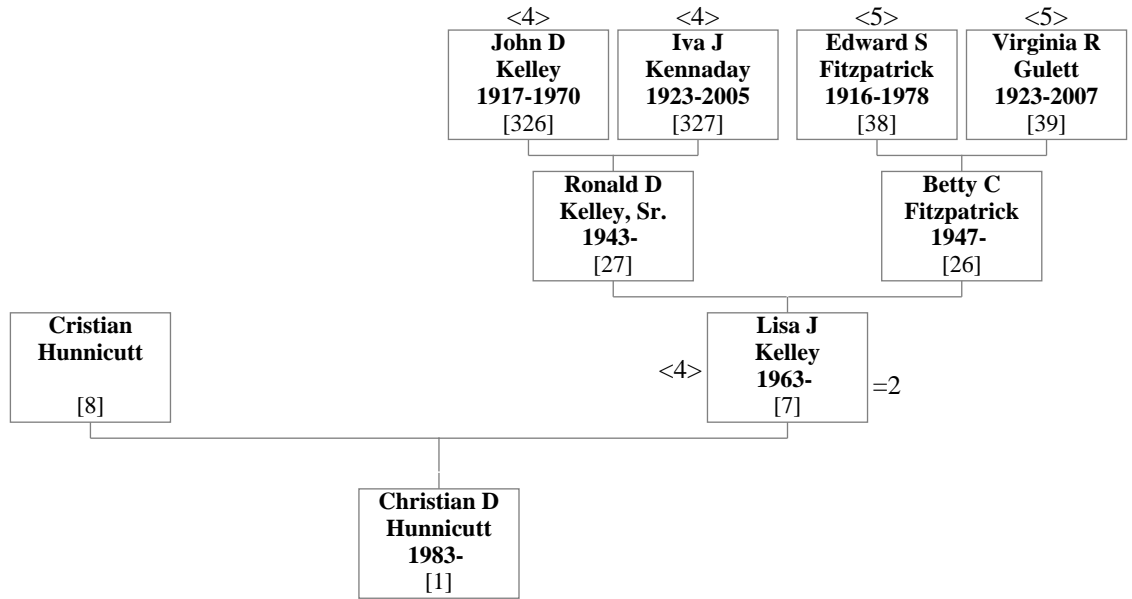 <4>
John D
Kelley
1917-1970
[326]
<4>
Iva J
Kennaday
1923-2005
[327]
<5>
Edward S
Fitzpatrick
1916-1978
[38]
<5>
Virginia R
Gulett
1923-2007
[39]
Ronald D
Kelley, Sr.
1943-
[27]
Betty C
Fitzpatrick
1947-
[26]
Cristian
Hunnicutt
[8]
<4>
Lisa J
Kelley
1963-
[7]
=2
Christian D
Hunnicutt
1983-
[1]